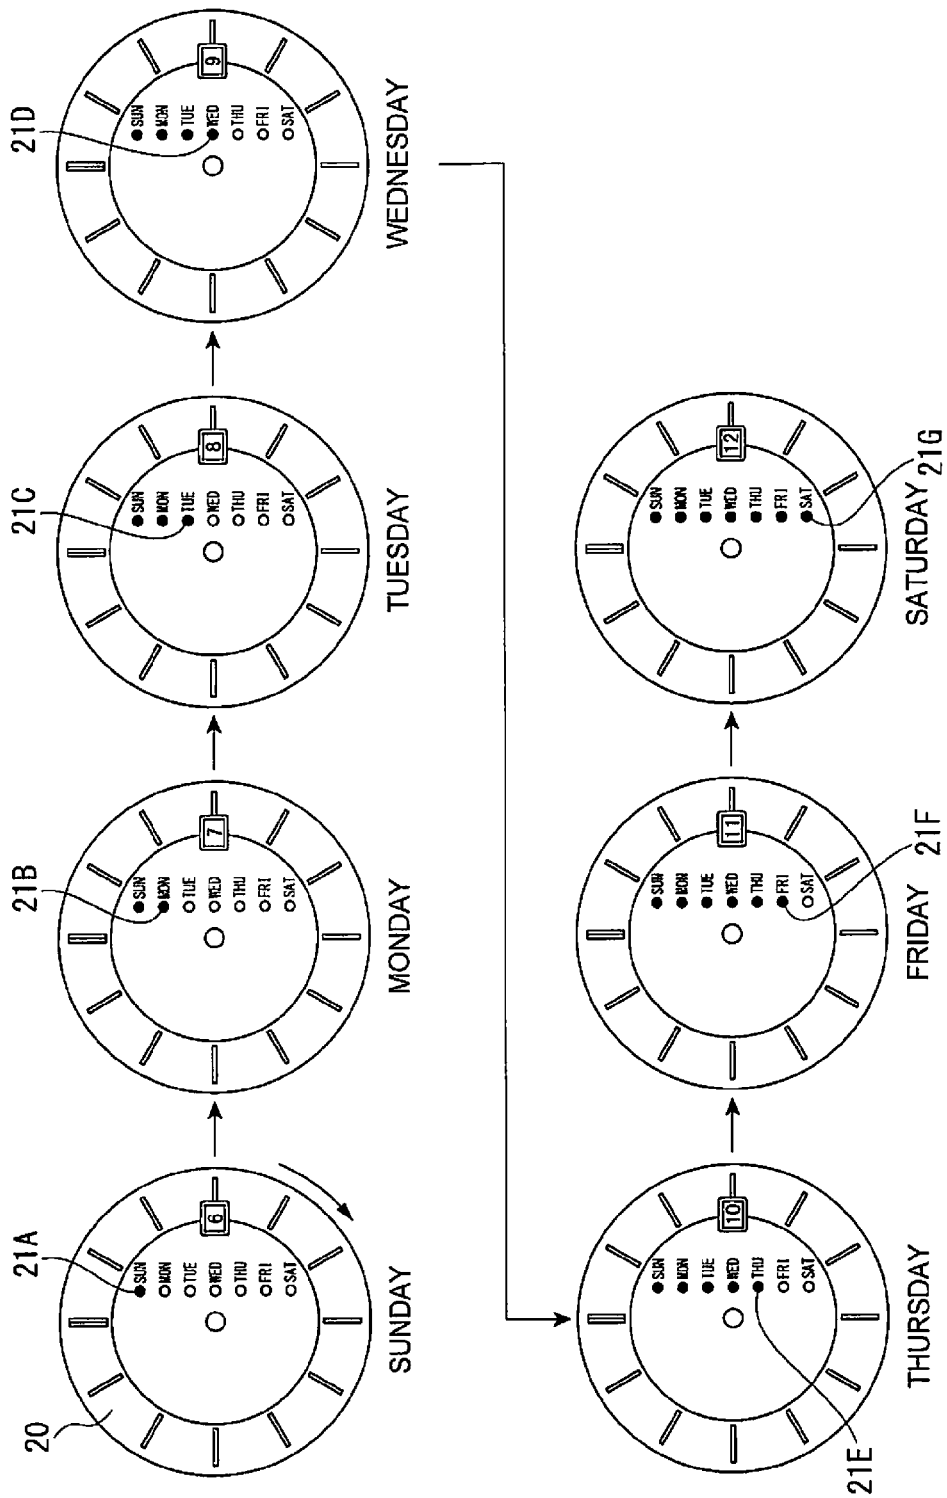 20
21A
SUN
MON
TUE
WED
THU
FRI
SAT
6
SUNDAY
21B
SUN
MON
TUE
WED
THU
FRI
SAT
7
MONDAY
21C
SUN
MON
TUE
WED
THU
FRI
SAT
8
TUESDAY
21D
SUN
MON
TUE
WED
THU
FRI
SAT
9
WEDNESDAY
SUN
MON
TUE
WED
THU
FRI
SAT
10
21E
THURSDAY
SUN
MON
TUE
WED
THU
FRI
SAT
11
21F
FRIDAY
SUN
MON
TUE
WED
THU
FRI
SAT
12
21G
SATURDAY